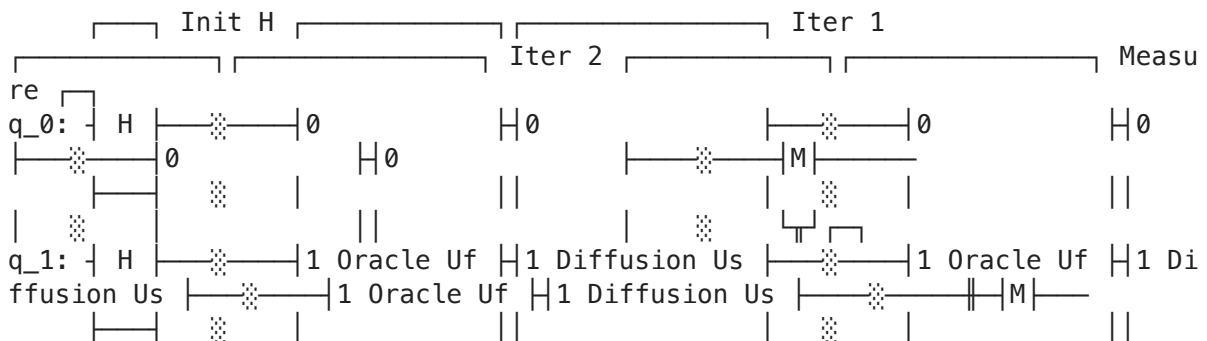 Init H Iter 1
Iter 2 Measu
re
q_0: H 0 0 0 0
0 0 M
q_1: H 1 Oracle Uf 1 Diffusion Us 1 Oracle Uf 1 Di
ffusion Us 1 Oracle Uf 1 Diffusion Us M